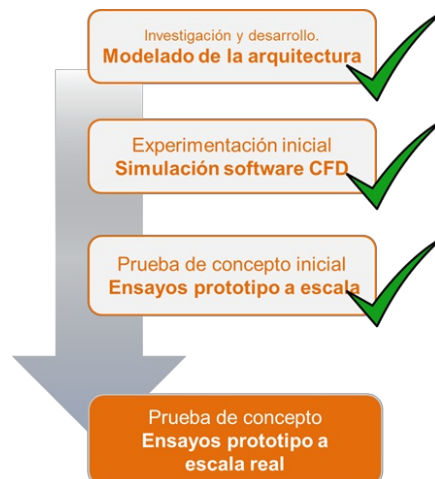 Investigación y desarrollo.
Modelado de la arquitectura
Experimentación inicial
Simulación software CFD
Prueba de concepto inicial
Ensayos prototipo a escala
Prueba de concepto
Ensayos prototipo a
escala real